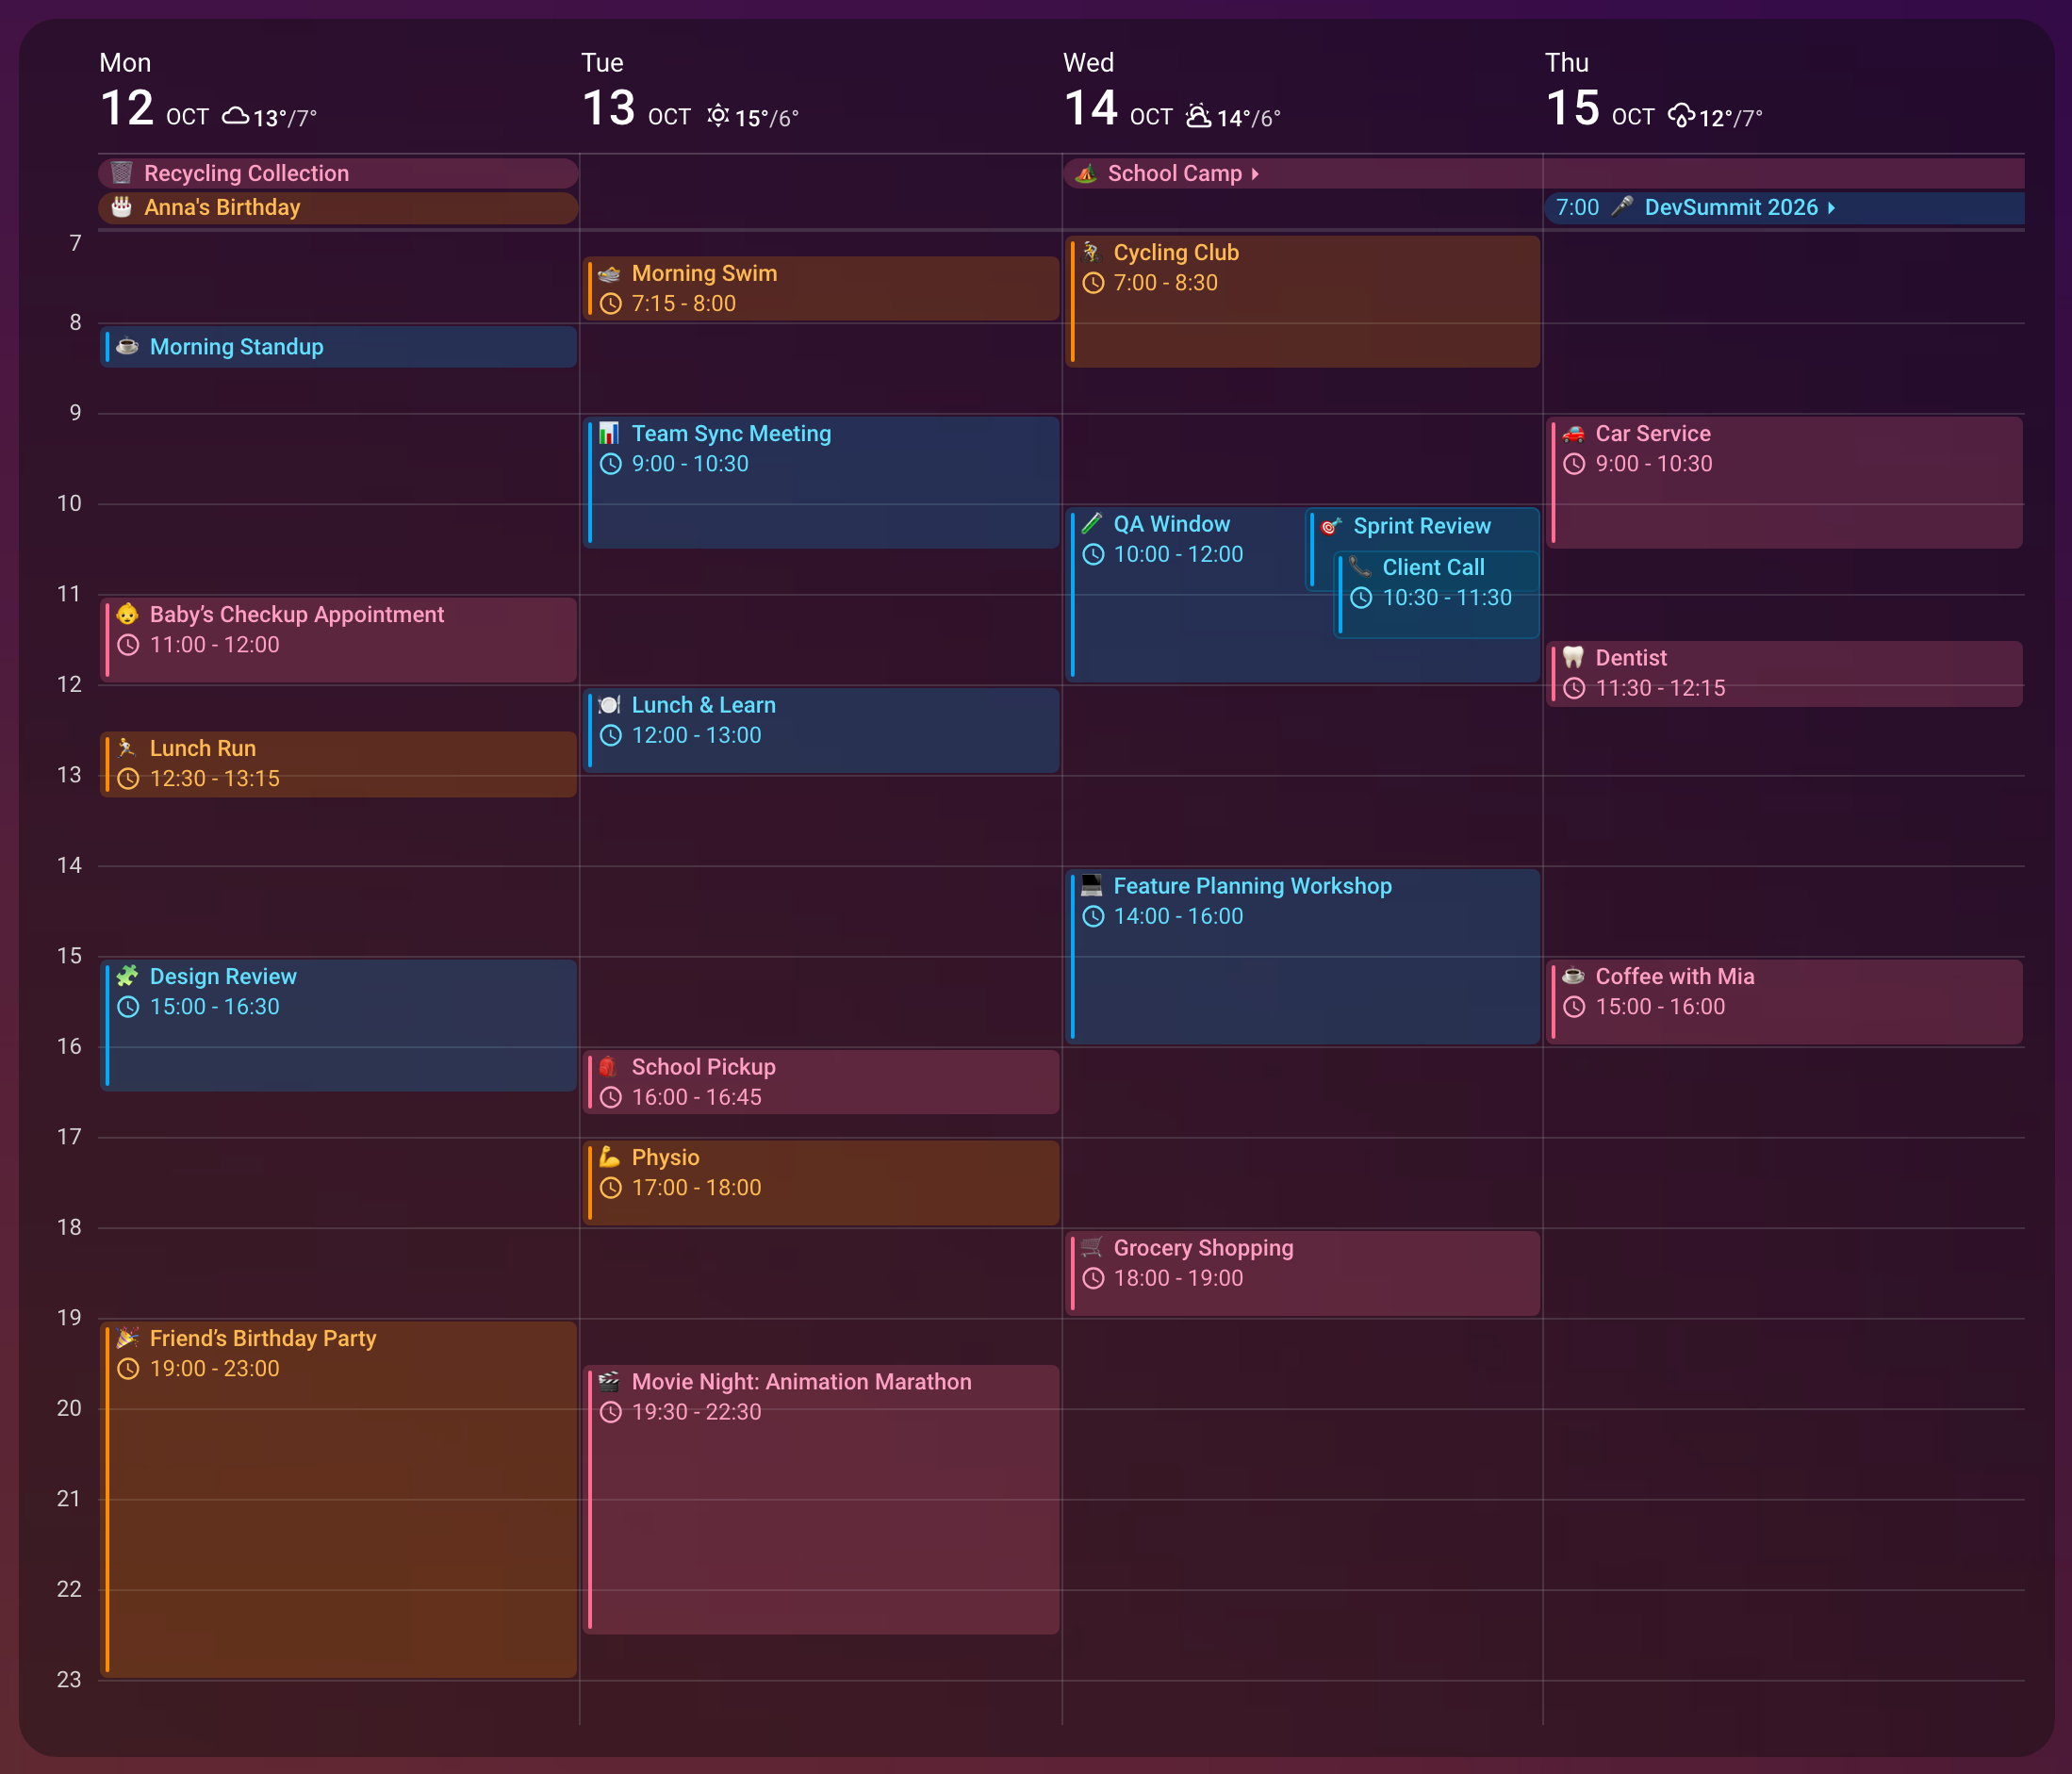 Mon
12 OCT 13°/7°
Tue
13 OCT 15°/6°
Wed
14 OCT 14°/6°
Thu
15 OCT 12°/7°
Recycling Collection
Anna's Birthday
School Camp
7:00 DevSummit 2026
7
8
9
10
11
12
13
14
15
16
17
18
19
20
21
22
23
Morning Standup
Baby’s Checkup Appointment
11:00 - 12:00
Lunch Run
12:30 - 13:15
Design Review
15:00 - 16:30
Friend’s Birthday Party
19:00 - 23:00
Morning Swim
7:15 - 8:00
Team Sync Meeting
9:00 - 10:30
Lunch & Learn
12:00 - 13:00
School Pickup
16:00 - 16:45
Physio
17:00 - 18:00
Movie Night: Animation Marathon
19:30 - 22:30
Cycling Club
7:00 - 8:30
QA Window
10:00 - 12:00
Sprint Review
Client Call
10:30 - 11:30
Feature Planning Workshop
14:00 - 16:00
Grocery Shopping
18:00 - 19:00
Car Service
9:00 - 10:30
Dentist
11:30 - 12:15
Coffee with Mia
15:00 - 16:00